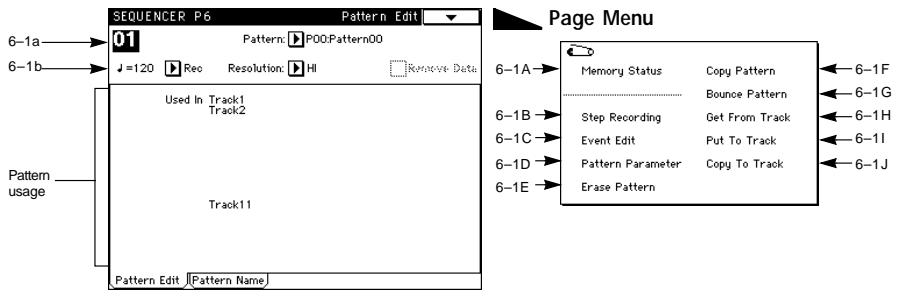 SEQUENCER P6 Pattern Edit
6–1a 01 Pattern: P00:Pattern00
6–1b ♩=120 Rec Resolution: HI Remove Data
Used In Track1
Track2
Pattern
usage
Track11
Pattern Edit Pattern Name
Page Menu
6–1A Memory Status Copy Pattern 6–1F
Bounce Pattern 6–1G
6–1B Step Recording Get From Track 6–1H
6–1C Event Edit Put To Track 6–1I
6–1D Pattern Parameter Copy To Track 6–1J
6–1E Erase Pattern